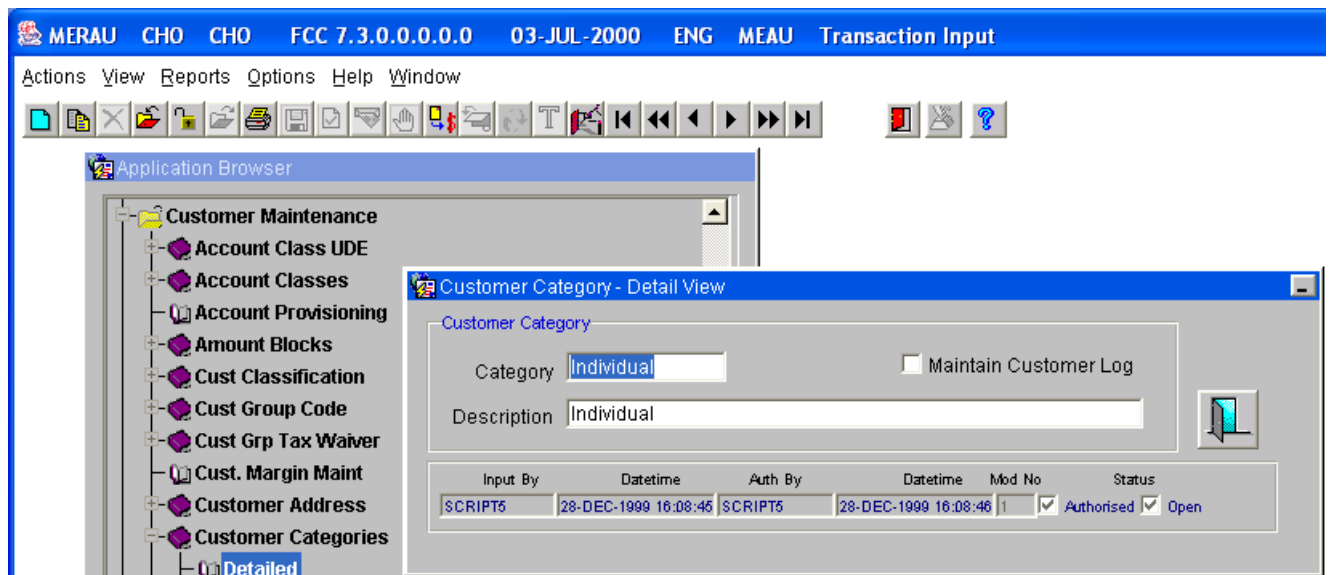 MERAU CHO CHO FCC 7.3.0.0.0.0.0 03-JUL-2000 ENG MEAU Transaction Input
Actions View Reports Options Help Window
Application Browser
Customer Maintenance
Account Class UDE
Account Classes
Account Provisioning
Amount Blocks
Cust Classification
Cust Group Code
Cust Grp Tax Waiver
Cust. Margin Maint
Customer Address
Customer Categories
Detailed
Customer Category - Detail View
Customer Category
Category Individual Maintain Customer Log
Description Individual
Input By Datetime Auth By Datetime Mod No Status
SCRIPT5 28-DEC-1999 16:08:45 SCRIPT5 28-DEC-1999 16:08:46 1 Authorised Open